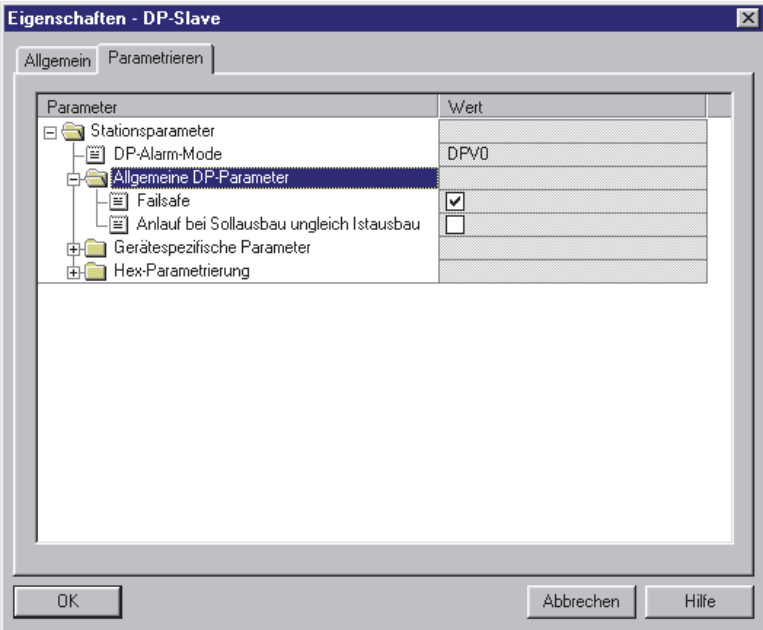 Eigenschaften - DP-Slave
Allgemein Parametrieren
Parameter Wert
Stationsparameter
DP-Alarm-Mode DPV0
Allgemeine DP-Parameter
Failsafe
Anlauf bei Sollausbau ungleich Istausbau
Gerätespezifische Parameter
Hex-Parametrierung
OK Abbrechen Hilfe